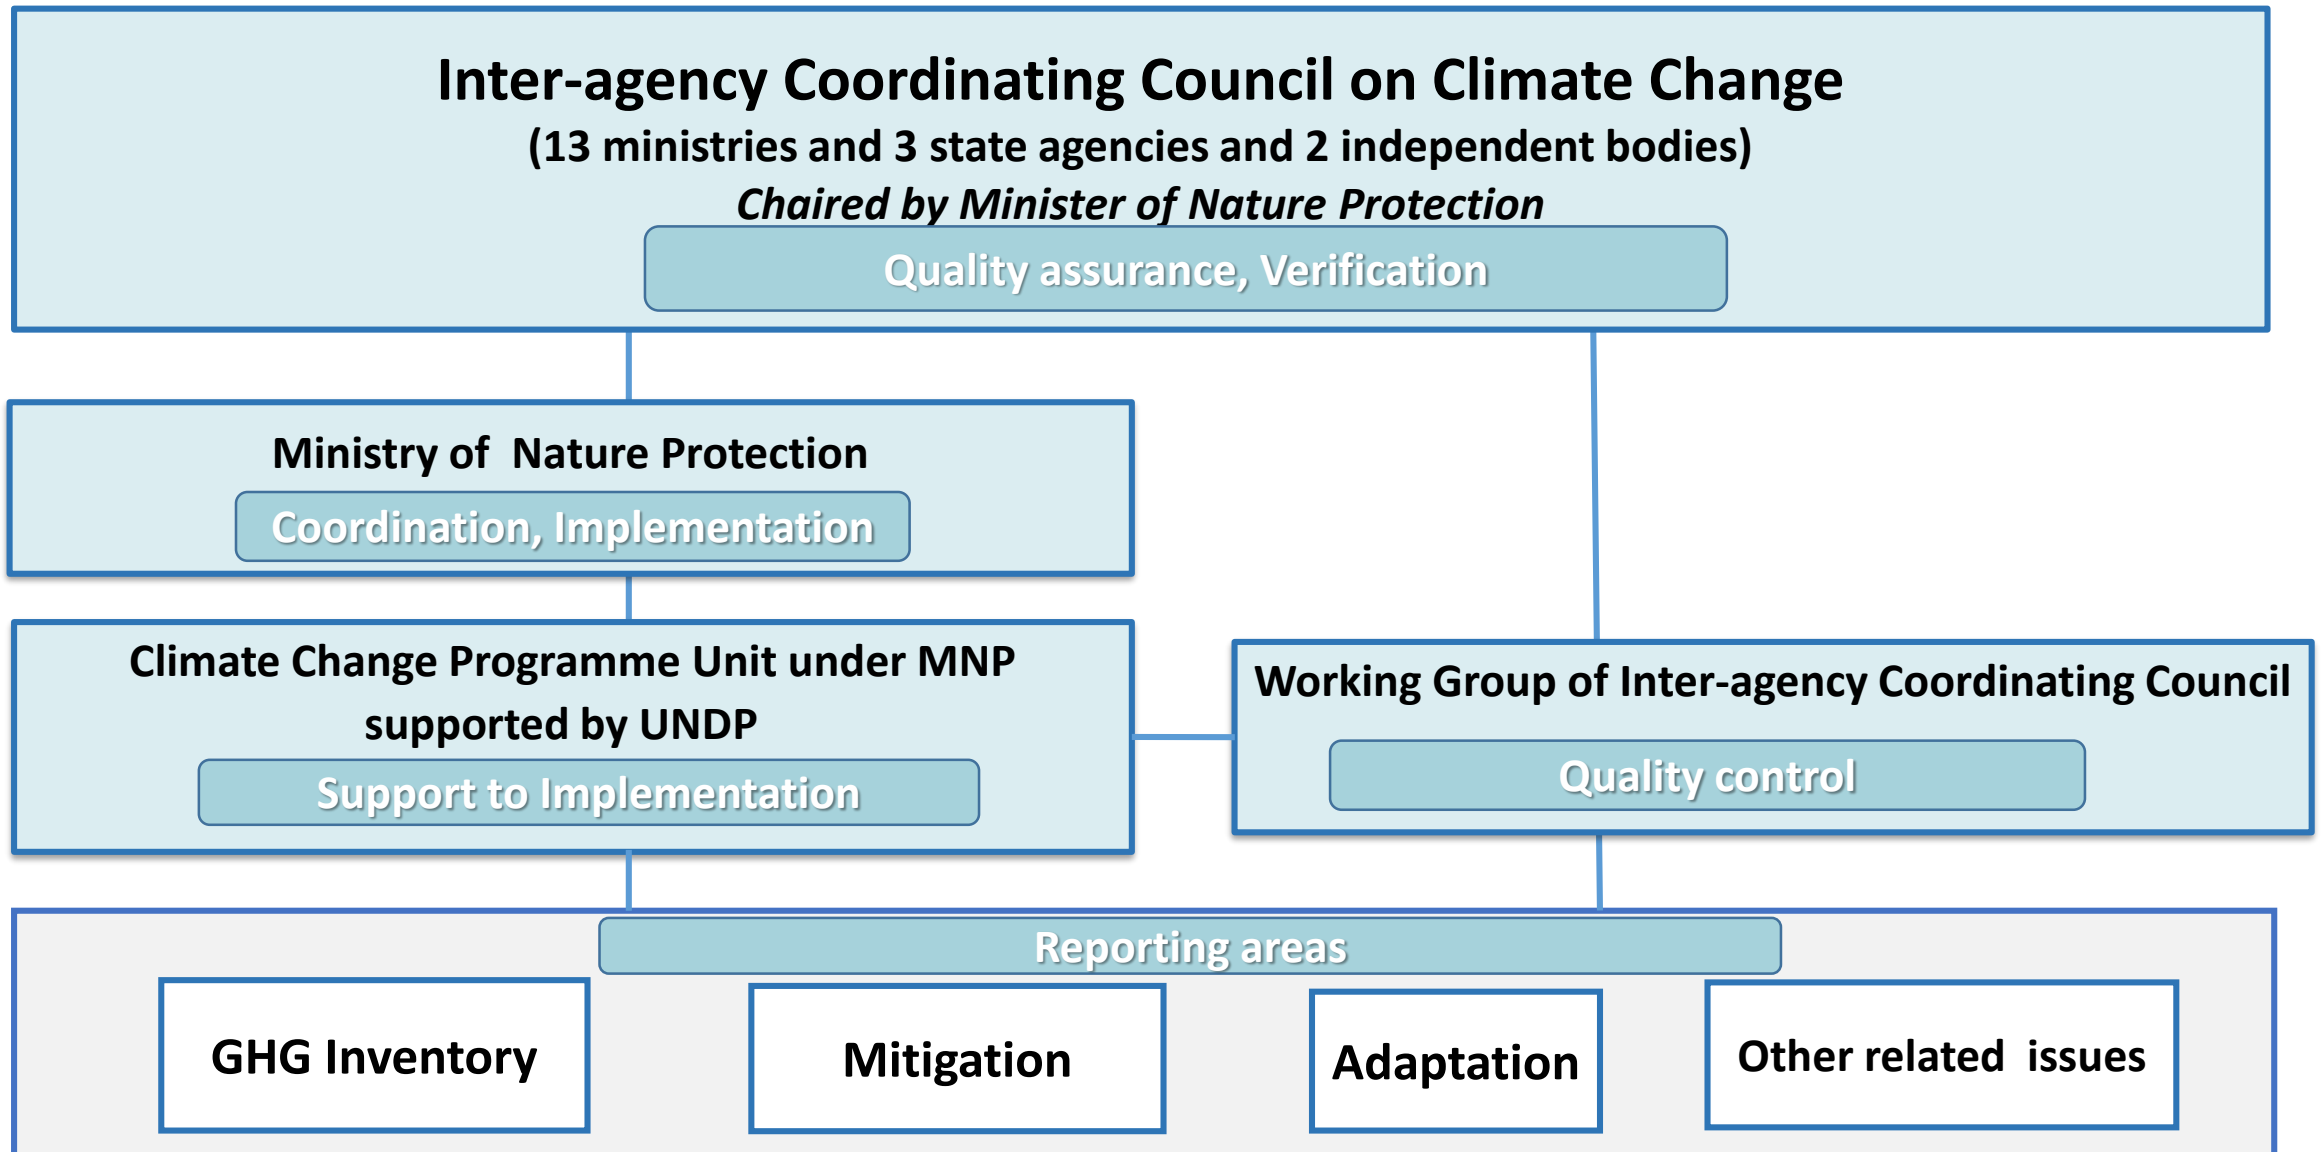 Inter-agency Coordinating Council on Climate Change
(13 ministries and 3 state agencies and 2 independent bodies)
Chaired by Minister of Nature Protection
Quality assurance, Verification
Ministry of  Nature Protection
Coordination, Implementation
Climate Change Programme Unit under MNP
supported by UNDP
Support to Implementation
Working Group of Inter-agency Coordinating Council
Quality control
Reporting areas
GHG Inventory
Mitigation
Adaptation
Other related  issues